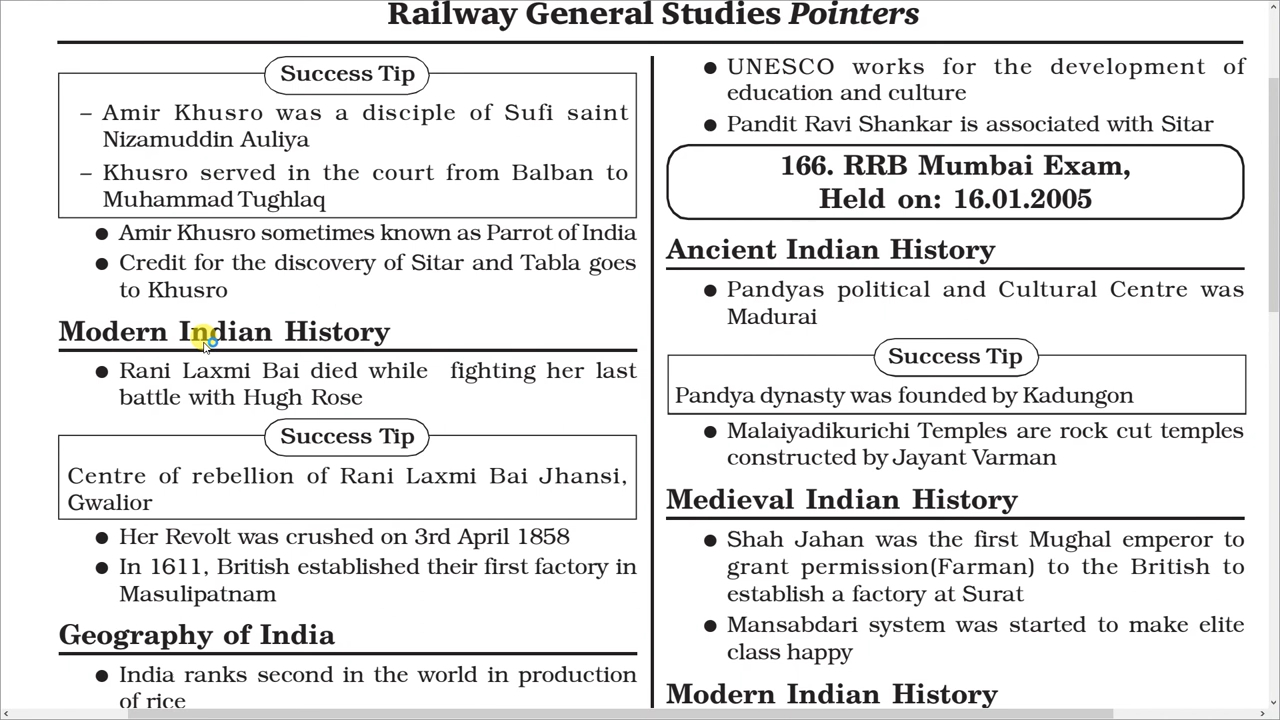 Railway General Studies Pointers
Success Tip
– Amir Khusro was a disciple of Sufi saint
Nizamuddin Auliya
– Khusro served in the court from Balban to
Muhammad Tughlaq
● Amir Khusro sometimes known as Parrot of India
● Credit for the discovery of Sitar and Tabla goes
to Khusro
Modern Indian History
● Rani Laxmi Bai died while fighting her last
battle with Hugh Rose
Success Tip
Centre of rebellion of Rani Laxmi Bai Jhansi,
Gwalior
● Her Revolt was crushed on 3rd April 1858
● In 1611, British established their first factory in
Masulipatnam
Geography of India
● India ranks second in the world in production
of rice
● UNESCO works for the development of
education and culture
● Pandit Ravi Shankar is associated with Sitar
166. RRB Mumbai Exam,
Held on: 16.01.2005
Ancient Indian History
● Pandyas political and Cultural Centre was
Madurai
Success Tip
Pandya dynasty was founded by Kadungon
● Malaiyadikurichi Temples are rock cut temples
constructed by Jayant Varman
Medieval Indian History
● Shah Jahan was the first Mughal emperor to
grant permission(Farman) to the British to
establish a factory at Surat
● Mansabdari system was started to make elite
class happy
Modern Indian History